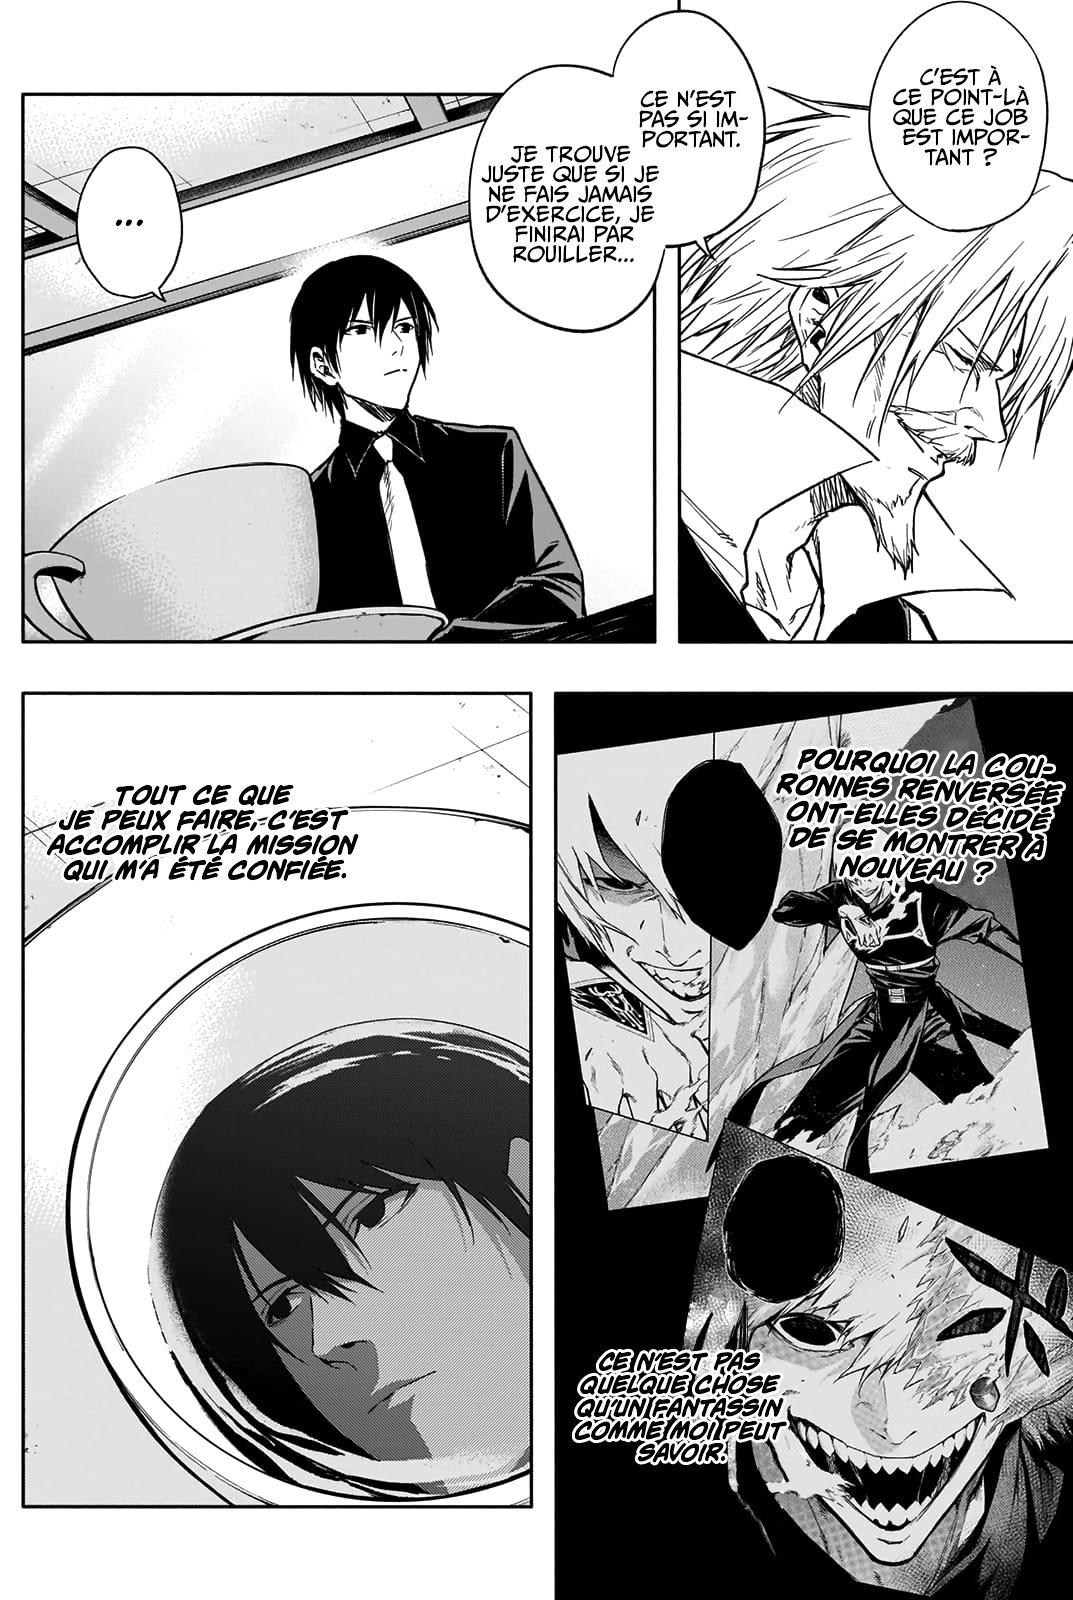 C'EST À
CE POINT-LÀ
QUE CE JOB
EST IMPOR-
TANT ?
CE N'EST
PAS SI IM-
PORTANT.
JE TROUVE
JUSTE QUE SI JE
NE FAIS JAMAIS
D'EXERCICE, JE
FINIRAI PAR
ROUILLER...
...
POURQUOI LA COU-
RONNES RENVERSÉE
ONT-ELLES DÉCIDÉ
DE SE MONTRER À
NOUVEAU ?
CE N'EST PAS
QUELQUE CHOSE
QU'UN FANTASSIN
COMME MOI PEUT
SAVOIR.
TOUT CE QUE
JE PEUX FAIRE, C'EST
ACCOMPLIR LA MISSION
QUI M'A ÉTÉ CONFIÉE.